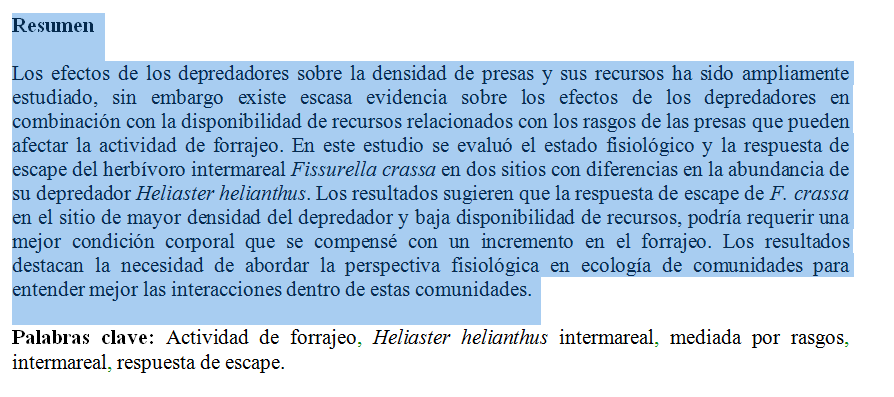 Resumen
Los efectos de los depredadores sobre la densidad de presas y sus recursos ha sido ampliamente
estudiado, sin embargo existe escasa evidencia sobre los efectos de los depredadores en
combinación con la disponibilidad de recursos relacionados con los rasgos de las presas que pueden
afectar la actividad de forrajeo. En este estudio se evaluó el estado fisiológico y la respuesta de
escape del herbívoro intermareal Fissurella crassa en dos sitios con diferencias en la abundancia de
su depredador Heliaster helianthus. Los resultados sugieren que la respuesta de escape de F. crassa
en el sitio de mayor densidad del depredador y baja disponibilidad de recursos, podría requerir una
mejor condición corporal que se compensé con un incremento en el forrajeo. Los resultados
destacan la necesidad de abordar la perspectiva fisiológica en ecología de comunidades para
entender mejor las interacciones dentro de estas comunidades.
Palabras clave: Actividad de forrajeo, Heliaster helianthus intermareal, mediada por rasgos,
intermareal, respuesta de escape.